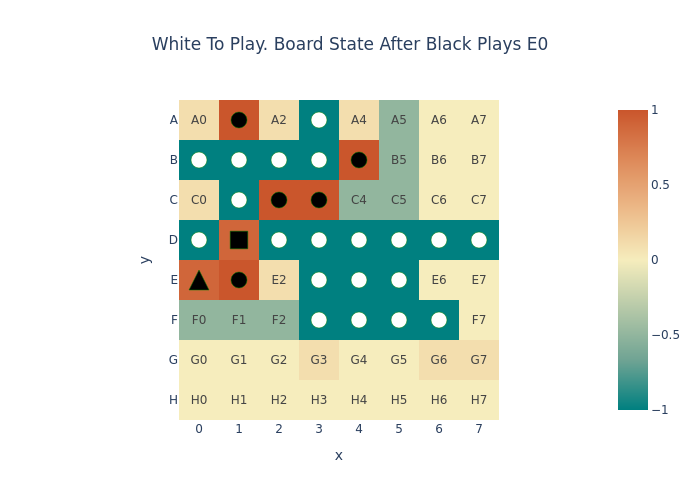 White To Play. Board State After Black Plays E0
A A0 A2 A4 A5 A6 A7
B B5 B6 B7
C C0 C4 C5 C6 C7
D
E E2 E6 E7
F F0 F1 F2 F7
G G0 G1 G2 G3 G4 G5 G6 G7
H H0 H1 H2 H3 H4 H5 H6 H7
0 1 2 3 4 5 6 7
x
y
1
0.5
0
−0.5
−1